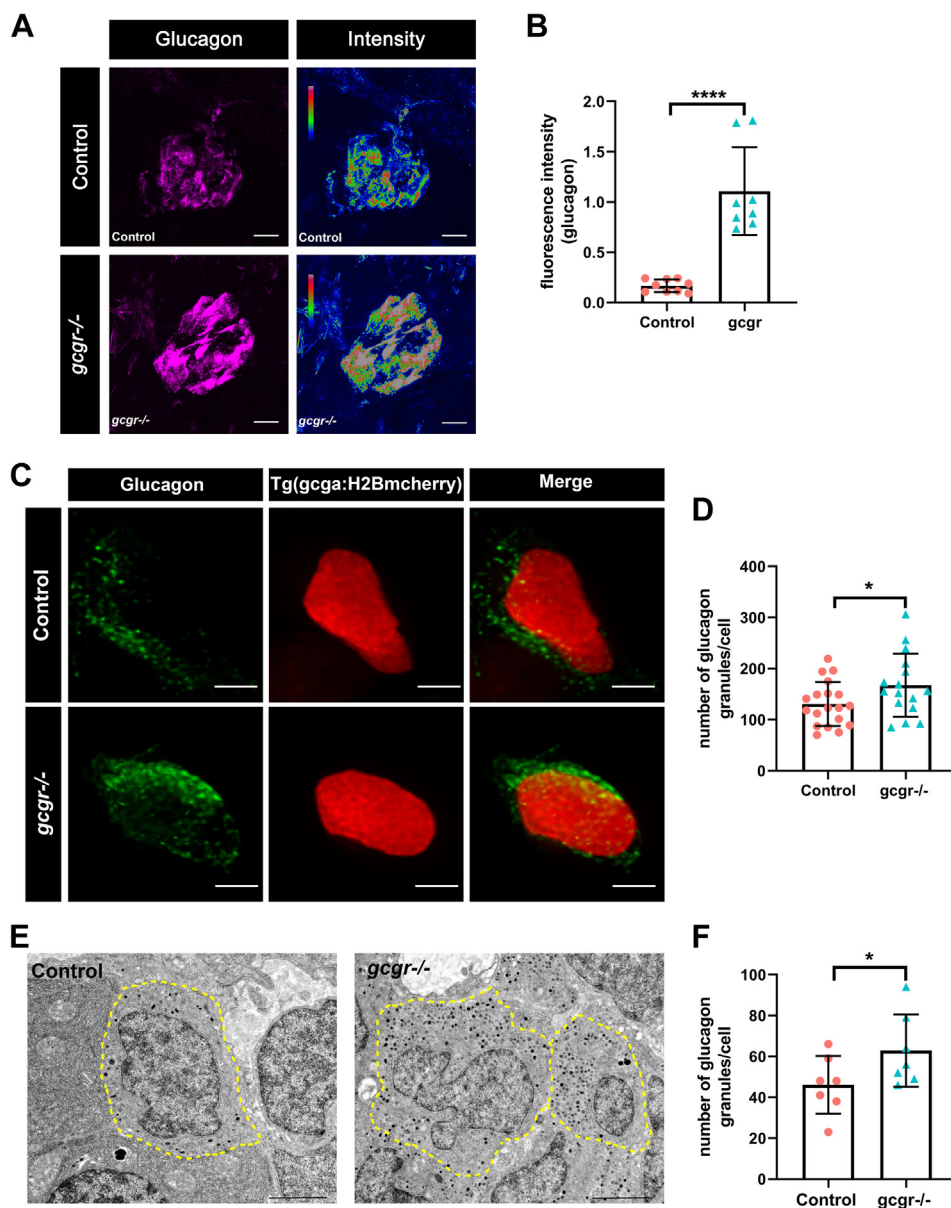 A
Glucagon
Intensity
Control
Control
Control
gcgr-/-
gcgr-/-
gcgr-/-
B
fluorescence intensity
(glucagon)
2.0
1.5
1.0
0.5
0.0
****
Control
gcgr
C
Glucagon
Tg(gcga:H2Bmcherry)
Merge
Control
gcgr-/-
D
number of glucagon
granules/cell
400
300
200
100
0
*
Control
gcgr-/-
E
Control
gcgr-/-
F
number of glucagon
granules/cell
100
80
60
40
20
0
*
Control
gcgr-/-